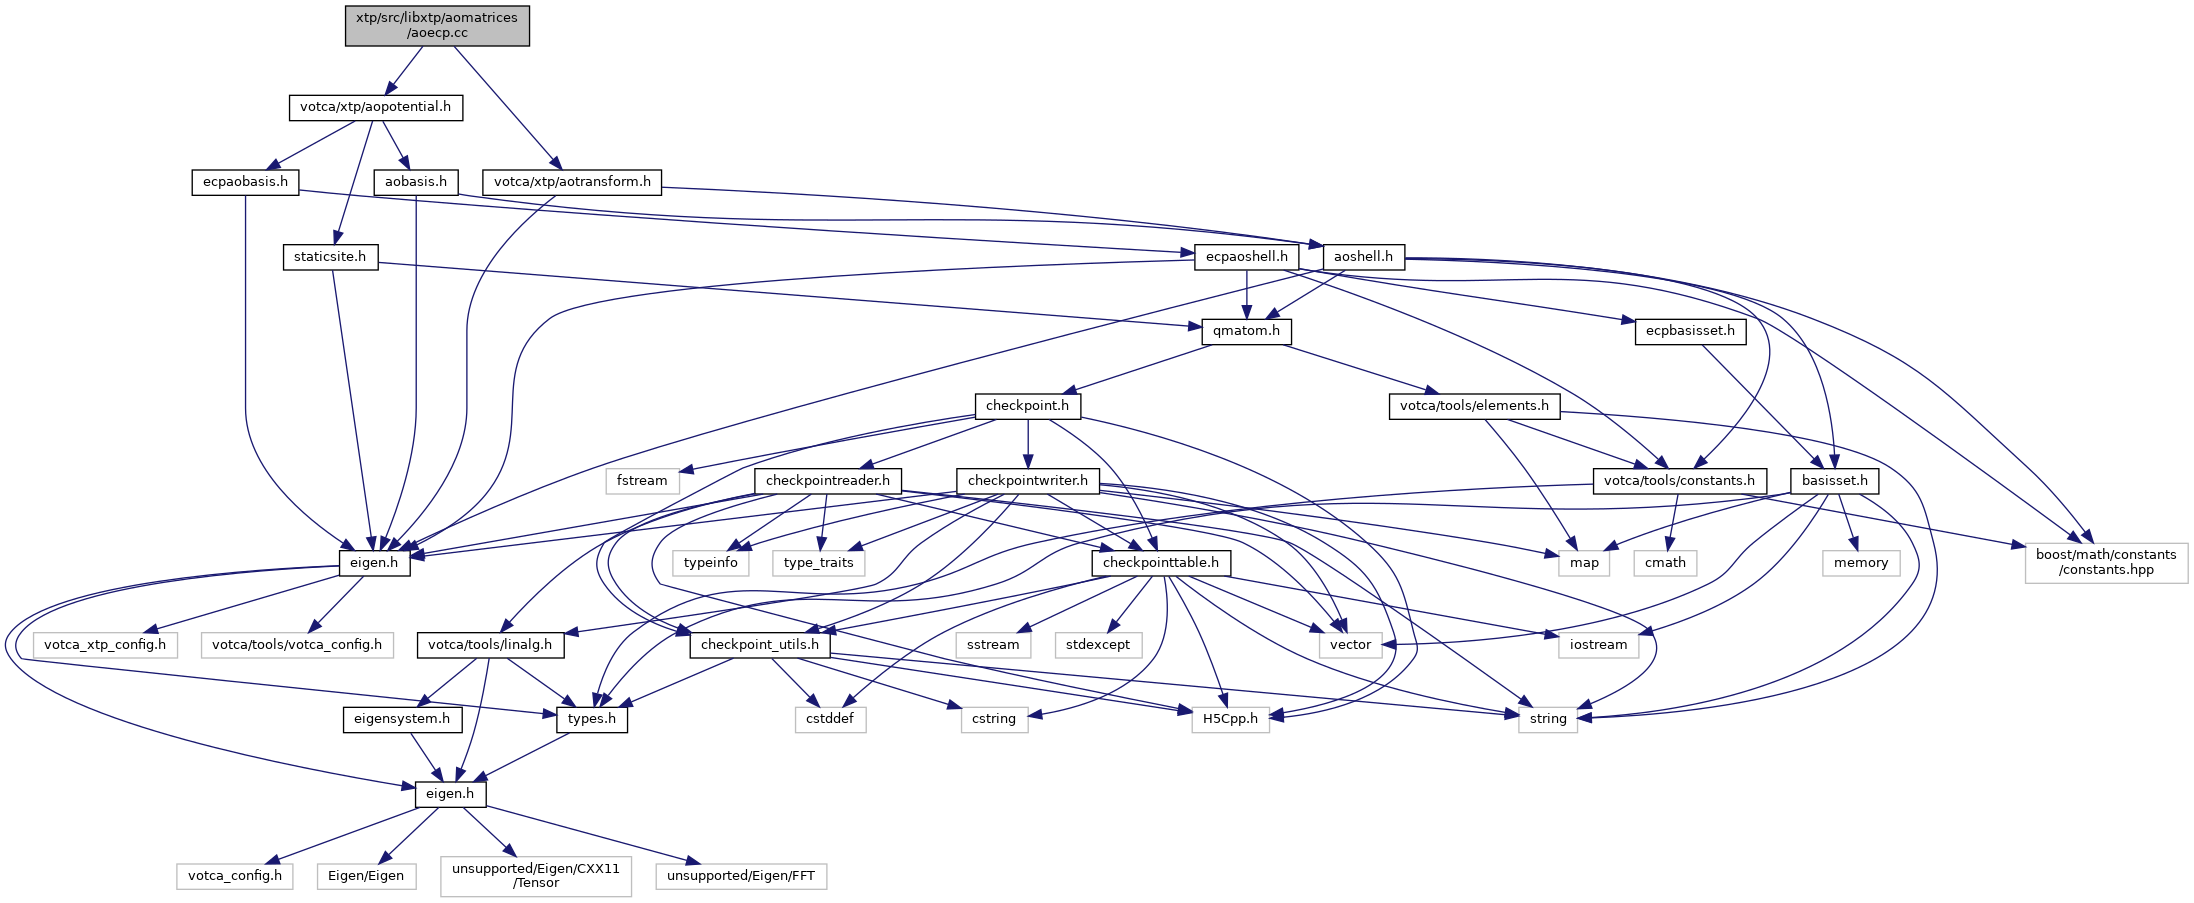 xtp/src/libxtp/aomatrices
/aoecp.cc
votca/xtp/aopotential.h
ecpaobasis.h
aobasis.h
votca/xtp/aotransform.h
staticsite.h
ecpaoshell.h
aoshell.h
qmatom.h
ecpbasisset.h
checkpoint.h
votca/tools/elements.h
fstream
checkpointreader.h
checkpointwriter.h
votca/tools/constants.h
basisset.h
eigen.h
typeinfo
type_traits
checkpointtable.h
map
cmath
memory
boost/math/constants
/constants.hpp
votca_xtp_config.h
votca/tools/votca_config.h
votca/tools/linalg.h
checkpoint_utils.h
sstream
stdexcept
vector
iostream
eigensystem.h
types.h
cstddef
cstring
H5Cpp.h
string
eigen.h
votca_config.h
Eigen/Eigen
unsupported/Eigen/CXX11
/Tensor
unsupported/Eigen/FFT